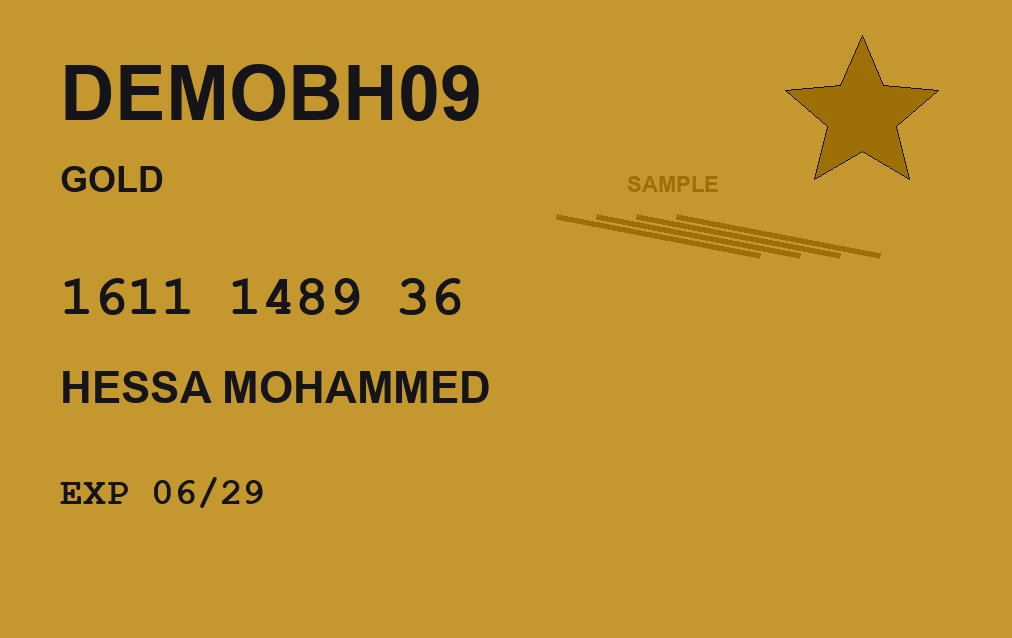 DEMOBH09
GOLD
SAMPLE
1611 1489 36
HESSA MOHAMMED
EXP 06/29